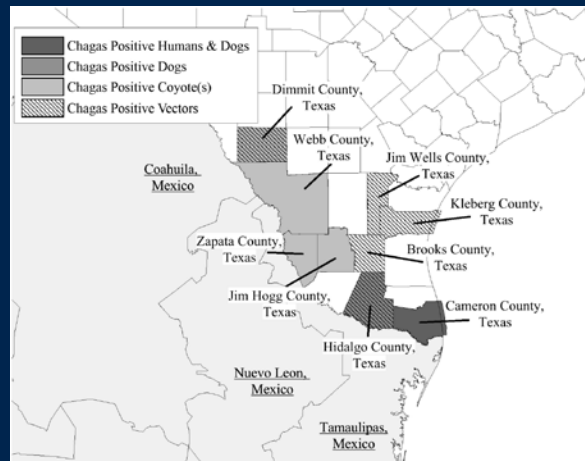 Chagas Positive Humans & Dogs
Chagas Positive Dogs
Chagas Positive Coyote(s)
Chagas Positive Vectors
Dimmit County,
Texas
Webb County,
Texas
Jim Wells County,
Texas
Coahuila,
Mexico
Kleberg County,
Texas
Zapata County,
Texas
Brooks County,
Texas
Jim Hogg County,
Texas
Cameron County,
Texas
Hidalgo County,
Texas
Nuevo Leon,
Mexico
Tamaulipas,
Mexico